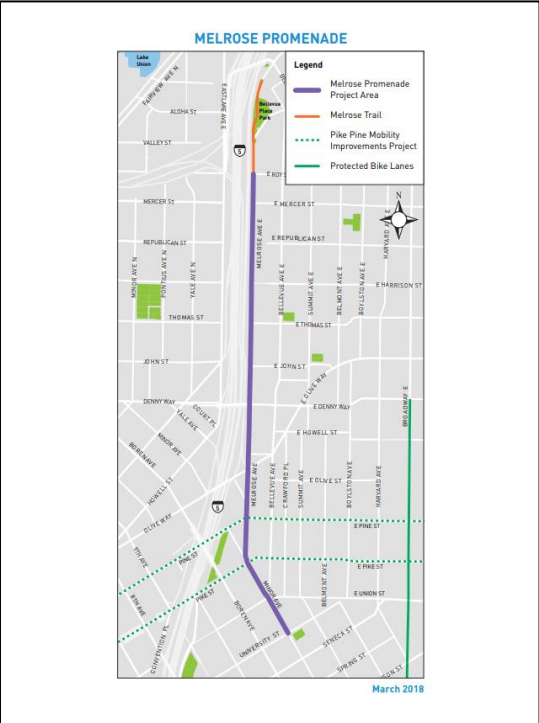 MELROSE PROMENADE
Lake
Union
Legend
Melrose Promenade
Project Area
Melrose Trail
Pike Pine Mobility
Improvements Project
Protected Bike Lanes
FAIRVIEW AVE N
EASTLAKE AVE E
ALOHA ST
Bellevue
Place
Park
VALLEY ST
5
E ROY S
N
MERCER ST
E MERCER ST
HARVARD AVE E
REPUBLICAN ST
E REPUBLICAN ST
MELROSE AVE E
MINOR AVE N
PONTIUS AVE N
YALE AVE N
BELLEVUE AVE E
SUMMIT AVE E
BELMONT AVE E
BOYLSTON AVE E
E HARRISON ST
THOMAS ST
E THOMAS ST
JOHN ST
E JOHN ST
E OLIVE WAY
DENNY WAY
E DENNY WAY
BROADWAY E
COURT PL
YALE AVE
E HOWELL ST
MINOR AVE
BOREN AVE
MELROSE AVE
BELLEVUE AVE
CRAWFORD PL
SUMMIT AVE
BOYLSTON AVE
HARVARD AVE
E OLIVE ST
HOWELL ST
5
OLIVE WAY
E PINE ST
9TH AVE
PINE ST
E PIKE ST
8TH AVE
PIKE ST
MINOR AVE
BELMONT AVE
E UNION ST
BOREN AVE
UNIVERSITY ST
SENECA ST
CONVENTION PL
SPRING ST
SON ST
March 2018